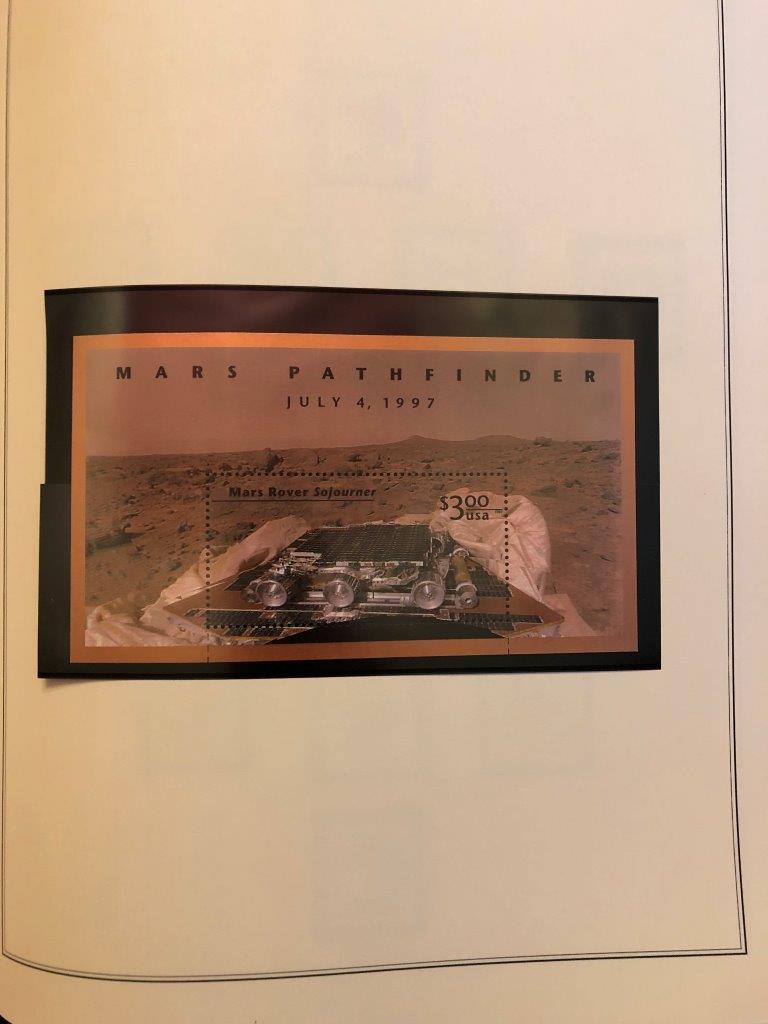 MARS PATHFINDER
JULY 4, 1997
Mars Rover Sojourner
$3.00
usa